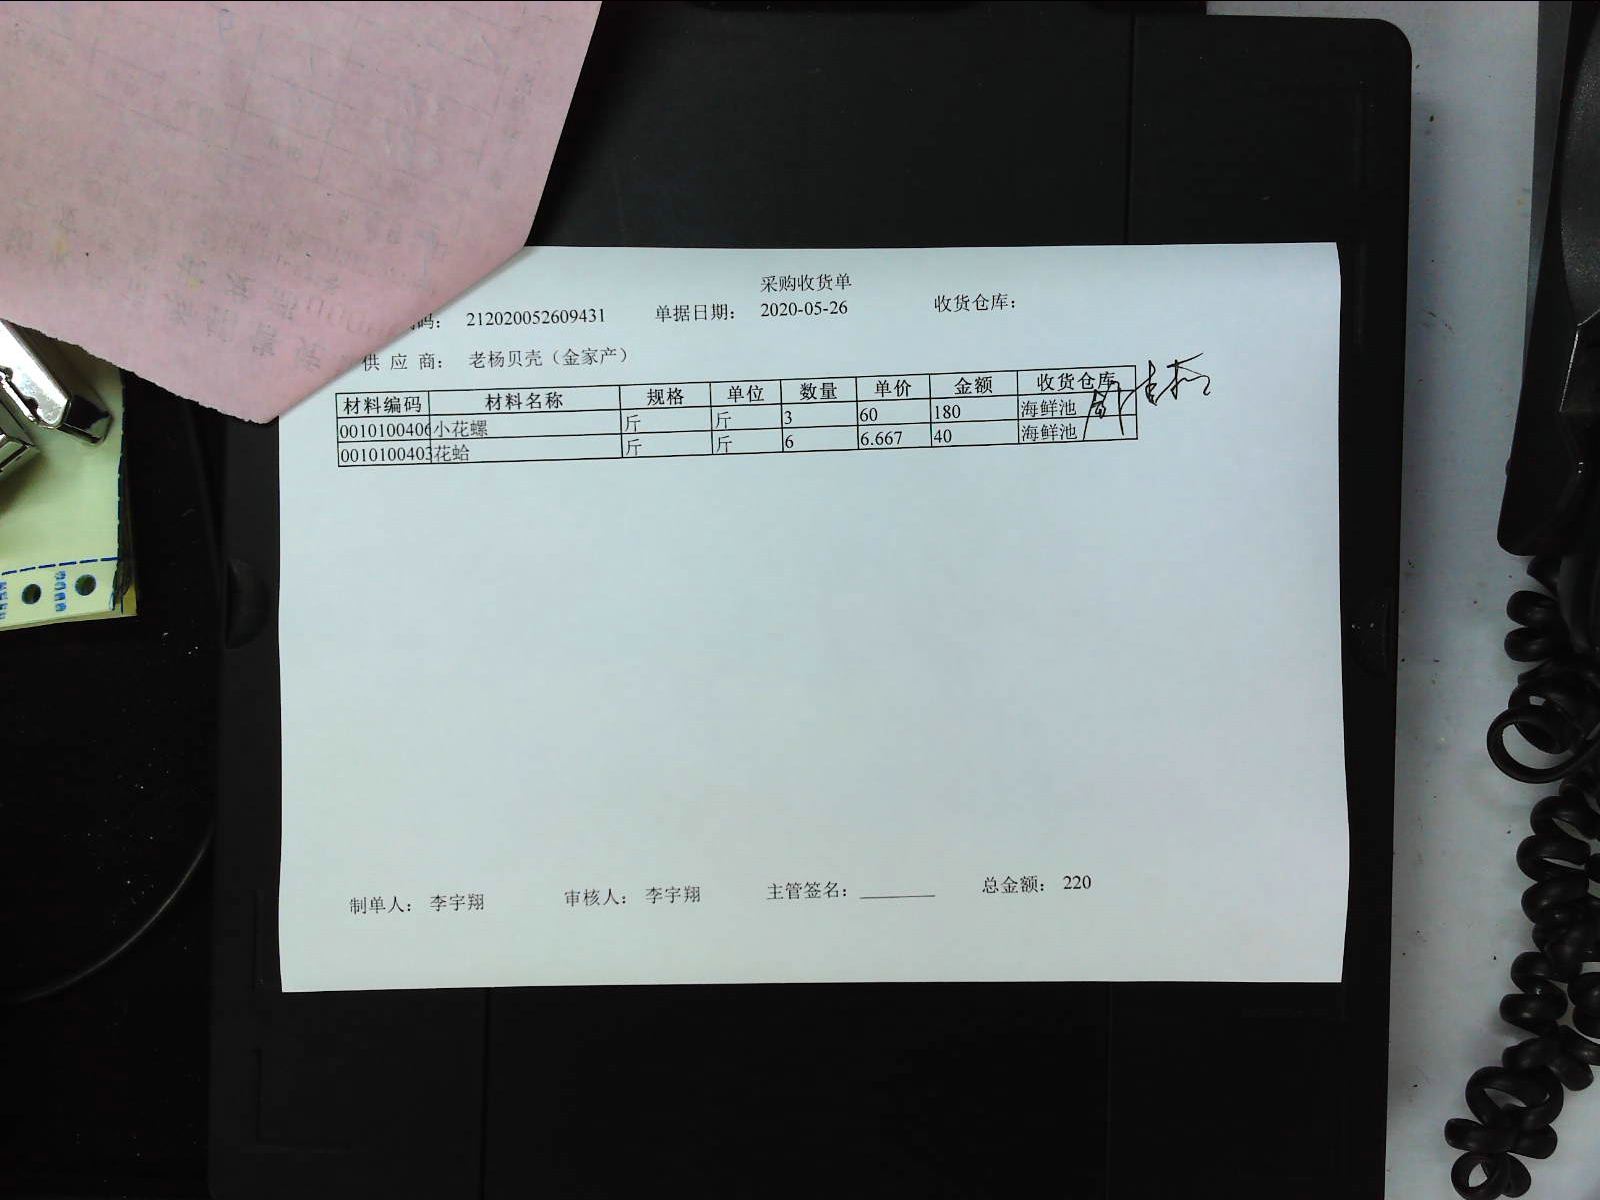 采购收货单
码： 212020052609431 单据日期： 2020-05-26 收货仓库：
供 应 商： 老杨贝壳（金家产）
材料编码 材料名称 规格 单位 数量 单价 金额 收货仓库
0010100406 小花螺 斤 斤 3 60 180 海鲜池
0010100403 花蛤 斤 斤 6 6.667 40 海鲜池
制单人： 李宇翔 审核人： 李宇翔 主管签名： 总金额： 220